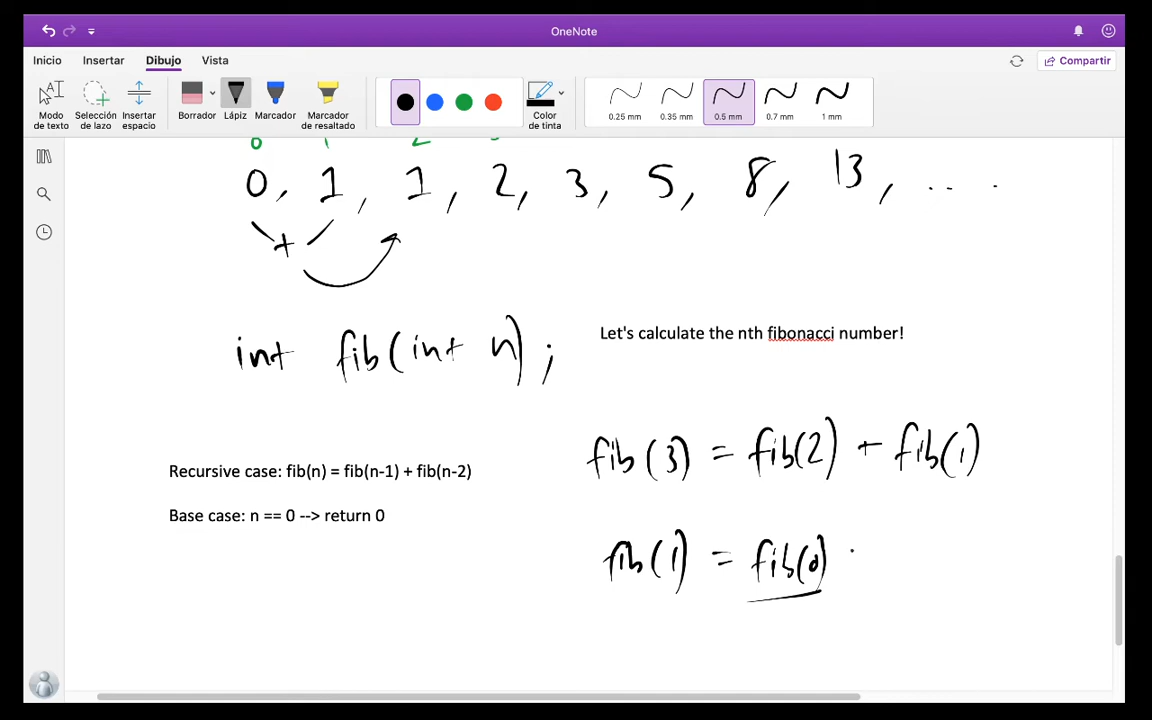 OneNote
Inicio Insertar Dibujo Vista Compartir
Modo de texto Selección de lazo Insertar espacio Borrador Lápiz Marcador Marcador de resaltado Color de tinta 0.25 mm 0.35 mm 0.5 mm 0.7 mm 1 mm
0, 1, 1, 2, 3, 5, 8, 13, ...
+
int fib(int n);
Let's calculate the nth fibonacci number!
fib(3) = fib(2) + fib(1)
Recursive case: fib(n) = fib(n-1) + fib(n-2)
Base case: n == 0 --> return 0
fib(1) = fib(0)